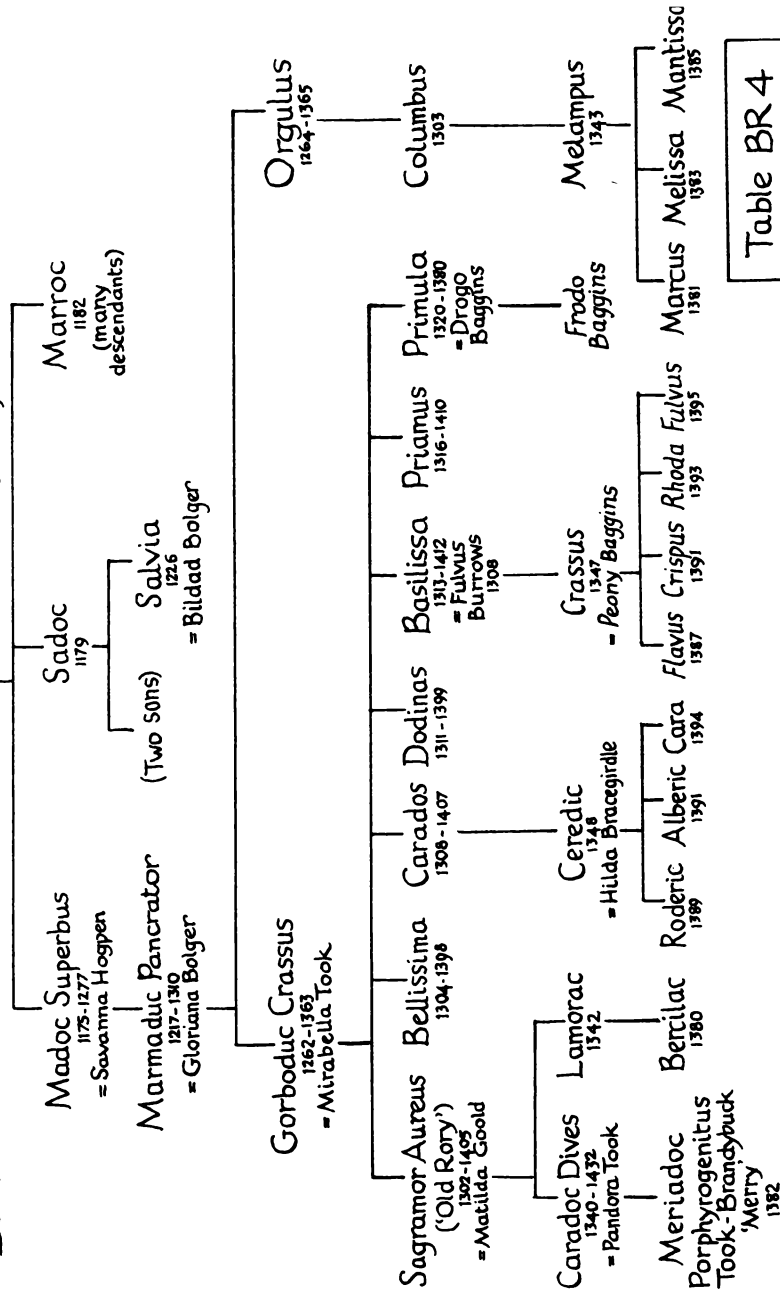 Madoc Superbus
1175-1277
= Savanna Hogpen
Sadoc
1179
Marroc
1182
(many
descendants)
Marmaduc Pancrator
1217-1310
= Gloriana Bolger
(Two sons)
Salvia
1226
= Bildad Bolger
Gorboduc Crassus
1262-1363
= Mirabella Took
Orgulus
1264-1365
Sagramor Aureus
('Old Rory')
1302-1405
= Matilda Goold
Bellissima
1304-1398
Carados
1308-1407
Dodinas
1311-1399
Basilissa
1313-1412
= Fulvus
Burrows
1308
Priamus
1316-1410
Primula
1320-1380
= Drogo
Baggins
Columbus
1303
Caradoc Dives
1340-1432
= Pandora Took
Lamorac
1342
Ceredic
1348
= Hilda Bracegirdle
Crassus
1347
= Peony Baggins
Frodo
Baggins
Melampus
1343
Meriadoc
Porphyrogenitus
Took-Brandybuck
'Merry'
1382
Bercilac
1380
Roderic
1389
Alberic
1391
Cara
1394
Flavus
1387
Crispus
1391
Rhoda
1393
Fulvus
1395
Marcus
1381
Melissa
1383
Mantissa
1385
Table BR 4